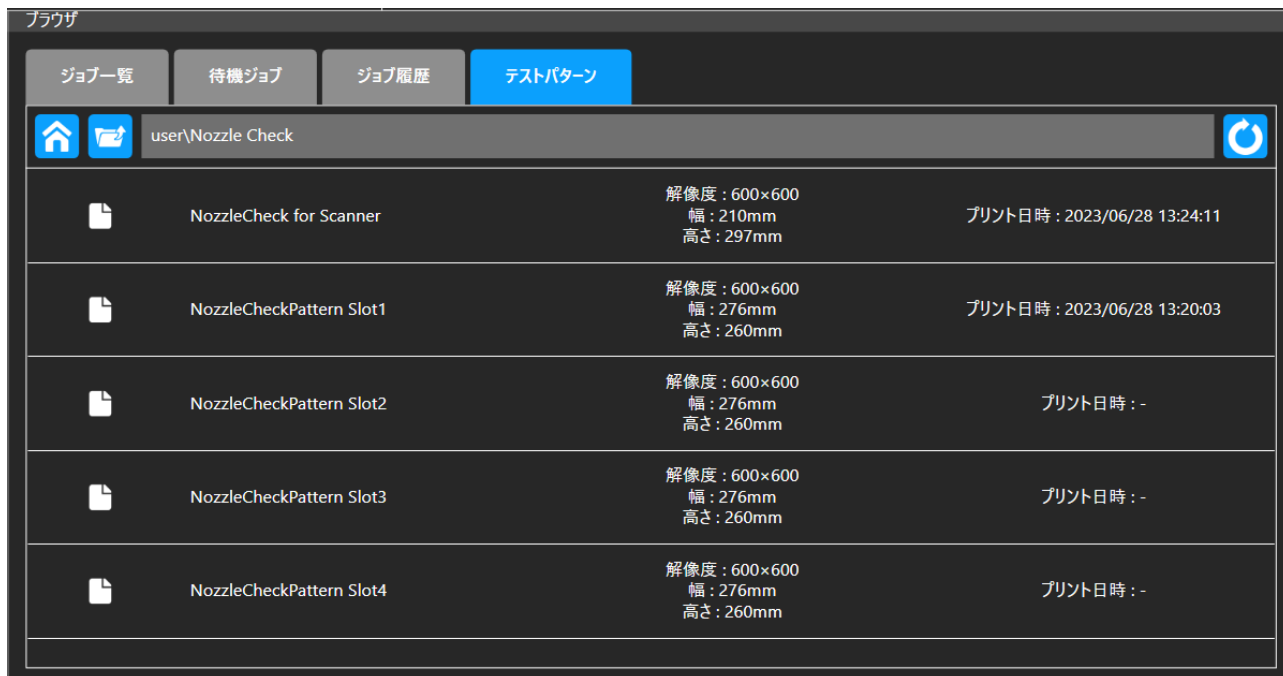 ブラウザ
ジョブ一覧
待機ジョブ
ジョブ履歴
テストパターン
user\Nozzle Check
NozzleCheck for Scanner
解像度 : 600×600
幅 : 210mm
高さ : 297mm
プリント日時 : 2023/06/28 13:24:11
NozzleCheckPattern Slot1
解像度 : 600×600
幅 : 276mm
高さ : 260mm
プリント日時 : 2023/06/28 13:20:03
NozzleCheckPattern Slot2
解像度 : 600×600
幅 : 276mm
高さ : 260mm
プリント日時 : -
NozzleCheckPattern Slot3
解像度 : 600×600
幅 : 276mm
高さ : 260mm
プリント日時 : -
NozzleCheckPattern Slot4
解像度 : 600×600
幅 : 276mm
高さ : 260mm
プリント日時 : -